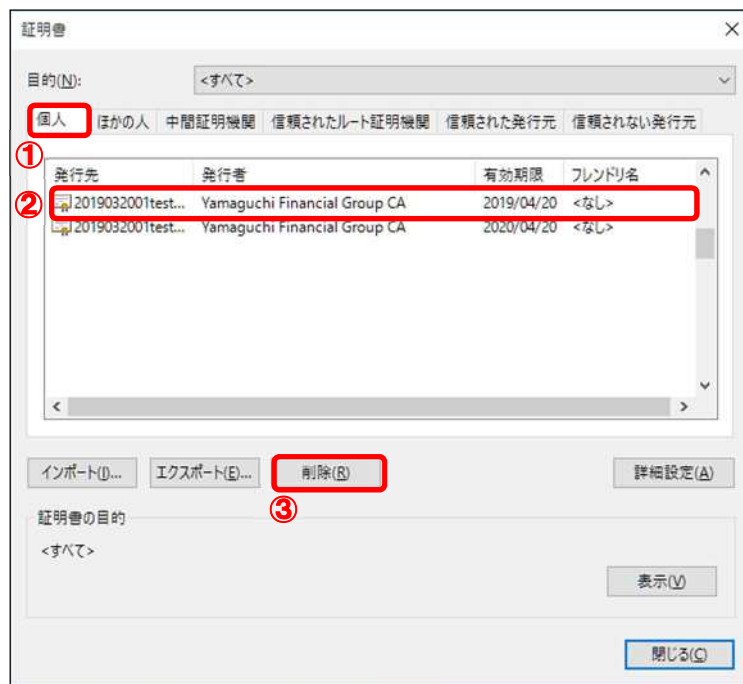 証明書
目的(N): <すべて>
個人 ほかの人 中間証明機関 信頼されたルート証明機関 信頼された発行元 信頼されない発行元
①
発行先 発行者 有効期限 フレンドリ名
② 2019032001test... Yamaguchi Financial Group CA 2019/04/20 <なし>
2019032001test... Yamaguchi Financial Group CA 2020/04/20 <なし>
インポート(I)... エクスポート(E)... 削除(R) 詳細設定(A)
③
証明書の目的
<すべて>
表示(V)
閉じる(C)